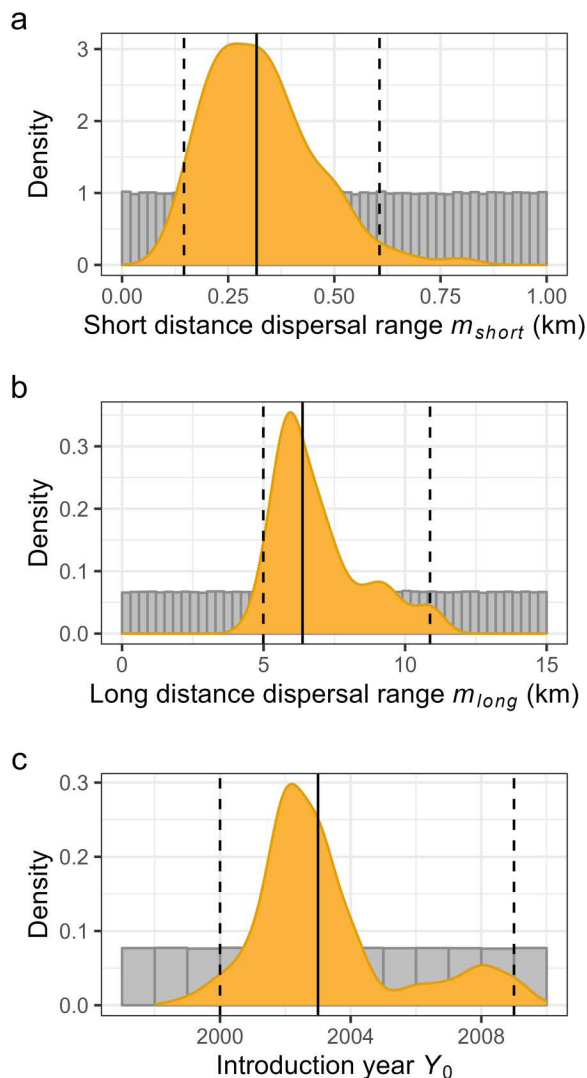 a
Density
3
2
1
0
0.00 0.25 0.50 0.75 1.00
Short distance dispersal range m_short (km)
b
Density
0.3
0.2
0.1
0.0
0 5 10 15
Long distance dispersal range m_long (km)
c
Density
0.3
0.2
0.1
0.0
2000 2004 2008
Introduction year Y_0